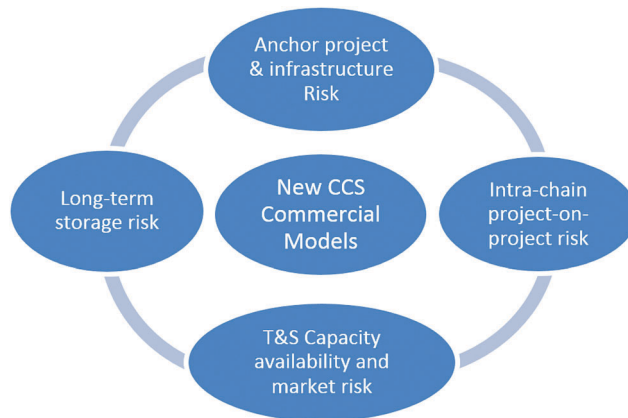 Anchor project
& infrastructure
Risk
Long-term
storage risk
New CCS
Commercial
Models
Intra-chain
project-on-
project risk
T&S Capacity
availability and
market risk